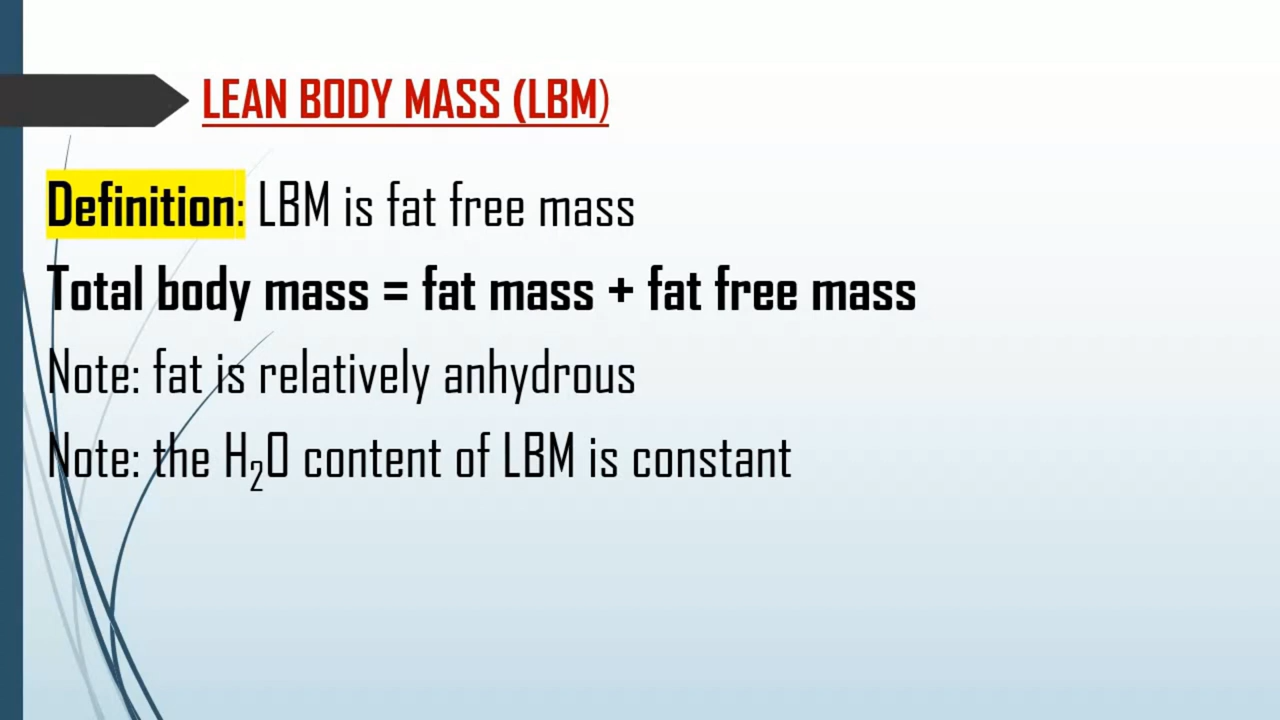 LEAN BODY MASS (LBM)
Definition: LBM is fat free mass
Total body mass = fat mass + fat free mass
Note: fat is relatively anhydrous
Note: the H₂O content of LBM is constant